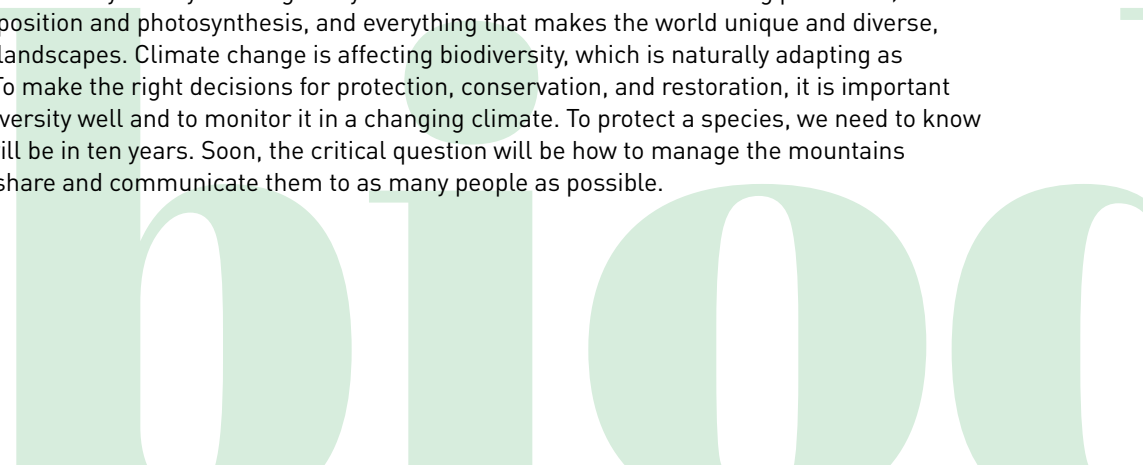 position and photosynthesis, and everything that makes the world unique and diverse,
landscapes. Climate change is affecting biodiversity, which is naturally adapting as
To make the right decisions for protection, conservation, and restoration, it is important
versity well and to monitor it in a changing climate. To protect a species, we need to know
ill be in ten years. Soon, the critical question will be how to manage the mountains
share and communicate them to as many people as possible.
bio